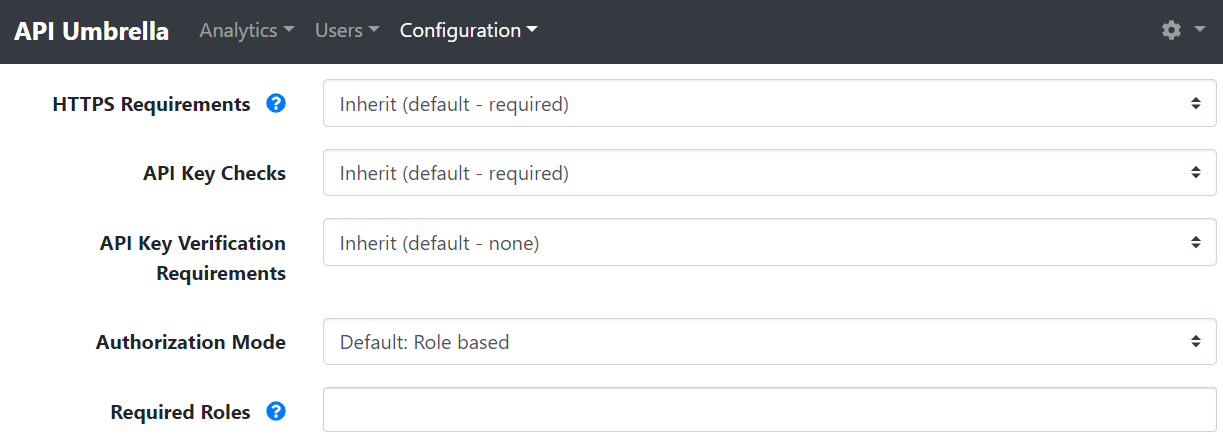 API Umbrella Analytics Users Configuration
HTTPS Requirements ? Inherit (default - required)
API Key Checks Inherit (default - required)
API Key Verification Requirements Inherit (default - none)
Authorization Mode Default: Role based
Required Roles ?